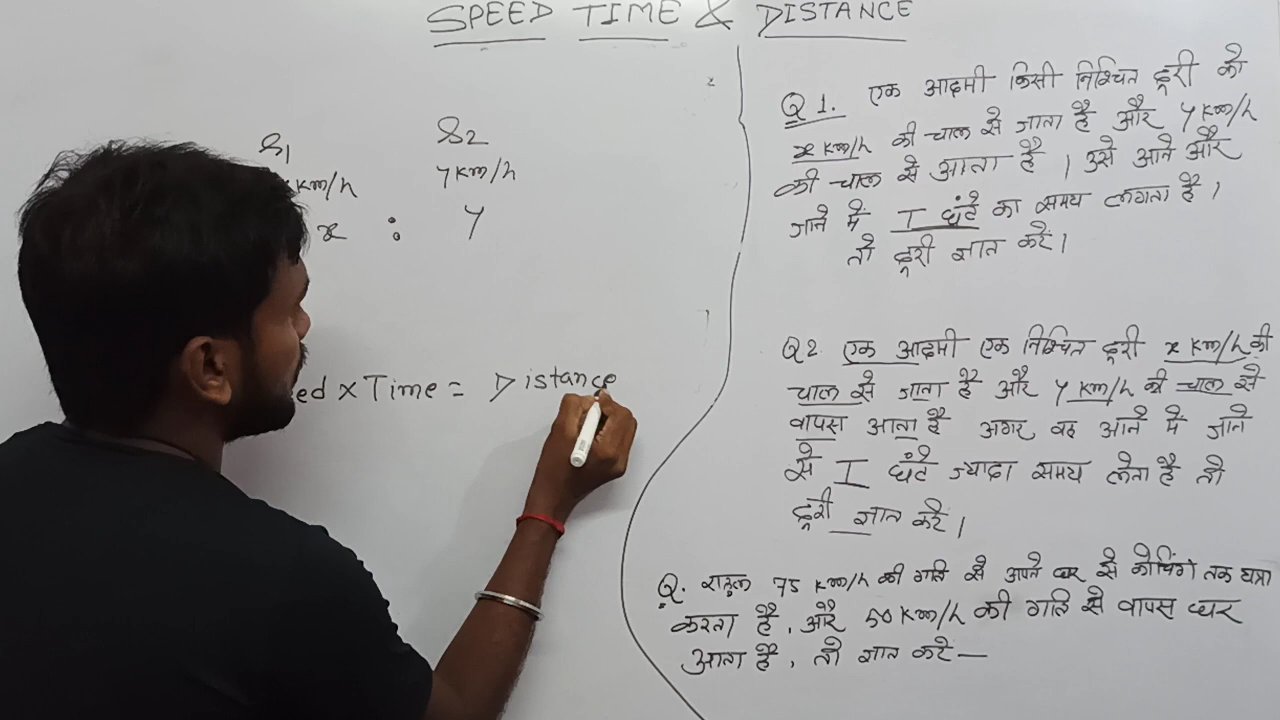 SPEED TIME & DISTANCE
S1 S2
km/h y km/h
x : y
eed x Time = Distance
Q1. एक आदमी किसी निश्चित दूरी को
x km/h की चाल से जाता है और y km/h
की चाल से आता है । उसे आने और
जाने में T घंटे का समय लगता है ।
तो दूरी ज्ञात करें ।
Q2 एक आदमी एक निश्चित दूरी x km/h की
चाल से जाता है और y km/h की चाल से
वापस आता है अगर वह आने में जाने
से T घंटे ज्यादा समय लेता है तो
दूरी ज्ञात करें ।
Q. राहुल 75 km/h की गति से अपने घर से कोचिंग तक यात्रा
करता है, और 50 km/h की गति से वापस घर
आता है, तो ज्ञात करे —